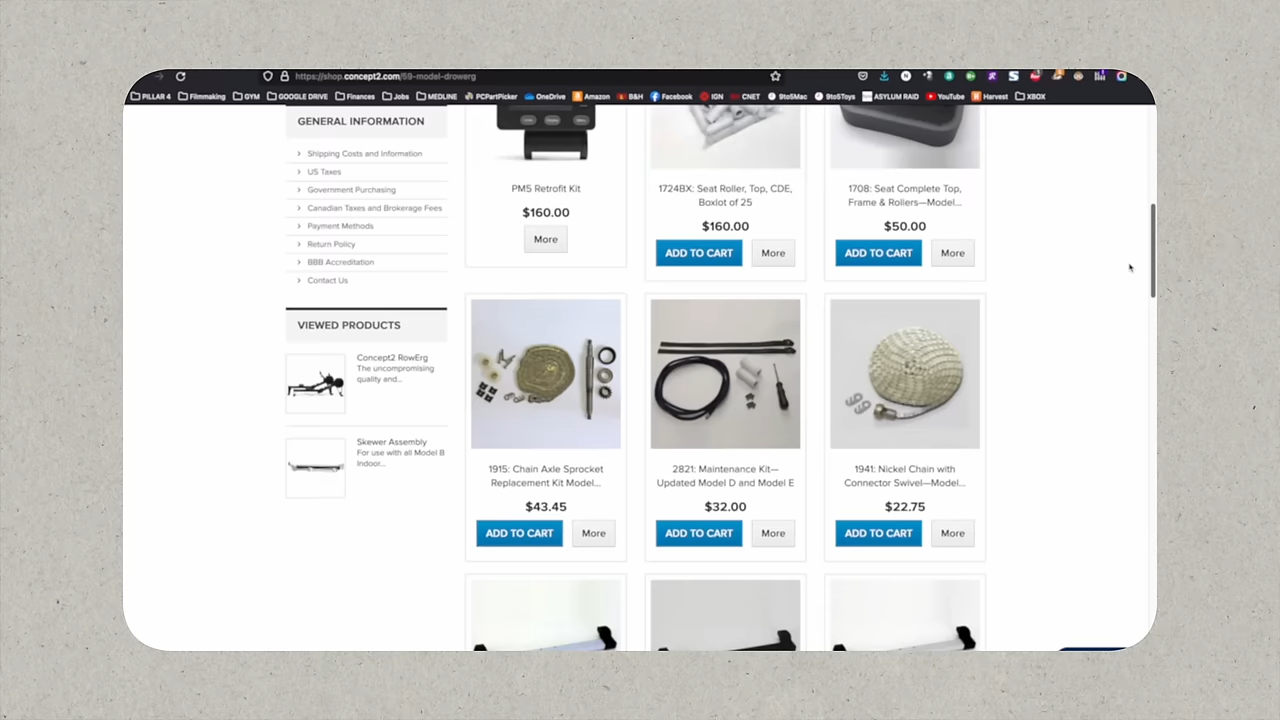 https://shop.concept2.com/59-model-drowerg
PILLAR 4 Filmmaking GYM GOOGLE DRIVE Finances Jobs MEDLINE PCPartPicker OneDrive Amazon B&H Facebook IGN CNET 9to5Mac 9to5Toys ASYLUM RAID YouTube Harvest XBOX
GENERAL INFORMATION
Shipping Costs and Information
US Taxes
Government Purchasing
Canadian Taxes and Brokerage Fees
Payment Methods
Return Policy
BBB Accreditation
Contact Us
VIEWED PRODUCTS
Concept2 RowErg
The uncompromising
quality and...
Skewer Assembly
For use with all Model B
Indoor...
PM5 Retrofit Kit
$160.00
More
1724BX: Seat Roller, Top, CDE,
Boxlot of 25
$160.00
ADD TO CART More
1708: Seat Complete Top,
Frame & Rollers—Model...
$50.00
ADD TO CART More
1915: Chain Axle Sprocket
Replacement Kit Model...
$43.45
ADD TO CART More
2821: Maintenance Kit—
Updated Model D and Model E
$32.00
ADD TO CART More
1941: Nickel Chain with
Connector Swivel—Model...
$22.75
ADD TO CART More